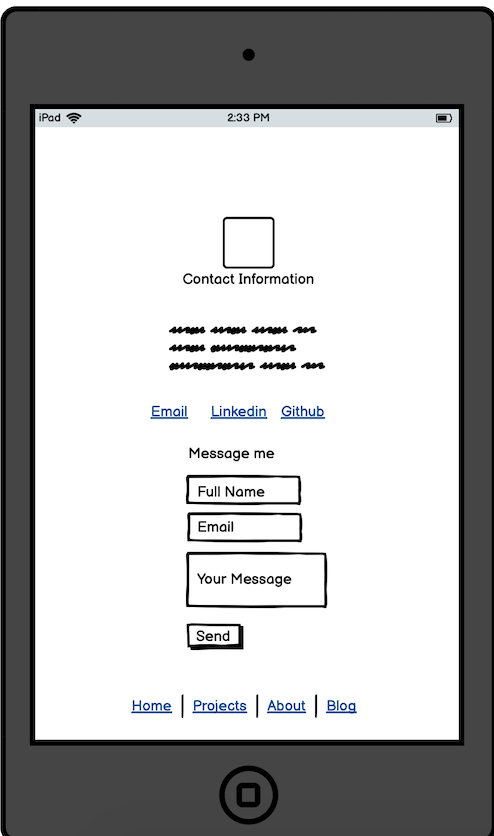 iPad 2:33 PM
Contact Information
Email Linkedin Github
Message me
Full Name
Email
Your Message
Send
Home Projects About Blog